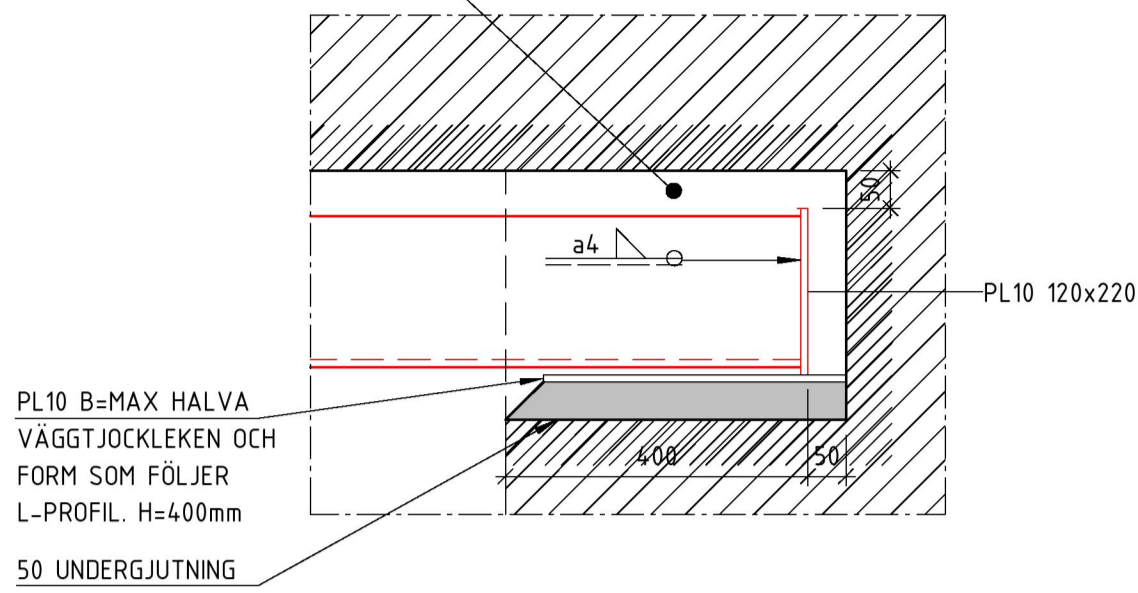 50
a4
PL10 120x220
PL10 B=MAX HALVA
VÄGGTJOCKLEKEN OCH
FORM SOM FÖLJER
L-PROFIL. H=400mm
400
50
50 UNDERGJUTNING